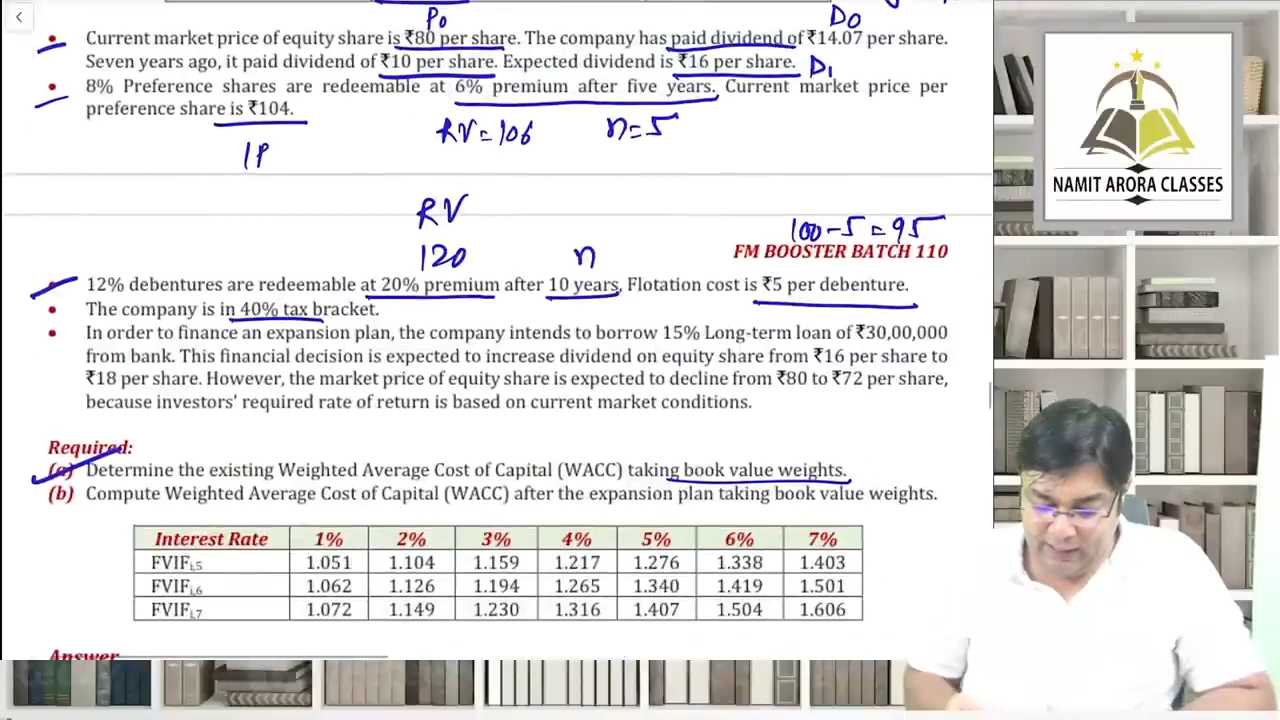 P0
D0
Current market price of equity share is ₹80 per share. The company has paid dividend of ₹14.07 per share.
Seven years ago, it paid dividend of ₹10 per share. Expected dividend is ₹16 per share. D1
8% Preference shares are redeemable at 6% premium after five years. Current market price per
preference share is ₹104.
RV = 106 n = 5
IP
NAMIT ARORA CLASSES
RV
100 - 5 = 95
120 n
FM BOOSTER BATCH 110
12% debentures are redeemable at 20% premium after 10 years, Flotation cost is ₹5 per debenture.
The company is in 40% tax bracket.
In order to finance an expansion plan, the company intends to borrow 15% Long-term loan of ₹30,00,000
from bank. This financial decision is expected to increase dividend on equity share from ₹16 per share to
₹18 per share. However, the market price of equity share is expected to decline from ₹80 to ₹72 per share,
because investors' required rate of return is based on current market conditions.
Required:
(a) Determine the existing Weighted Average Cost of Capital (WACC) taking book value weights.
(b) Compute Weighted Average Cost of Capital (WACC) after the expansion plan taking book value weights.
Interest Rate 1% 2% 3% 4% 5% 6% 7%
FVIFi,5 1.051 1.104 1.159 1.217 1.276 1.338 1.403
FVIFi,6 1.062 1.126 1.194 1.265 1.340 1.419 1.501
FVIFi,7 1.072 1.149 1.230 1.316 1.407 1.504 1.606
Answer